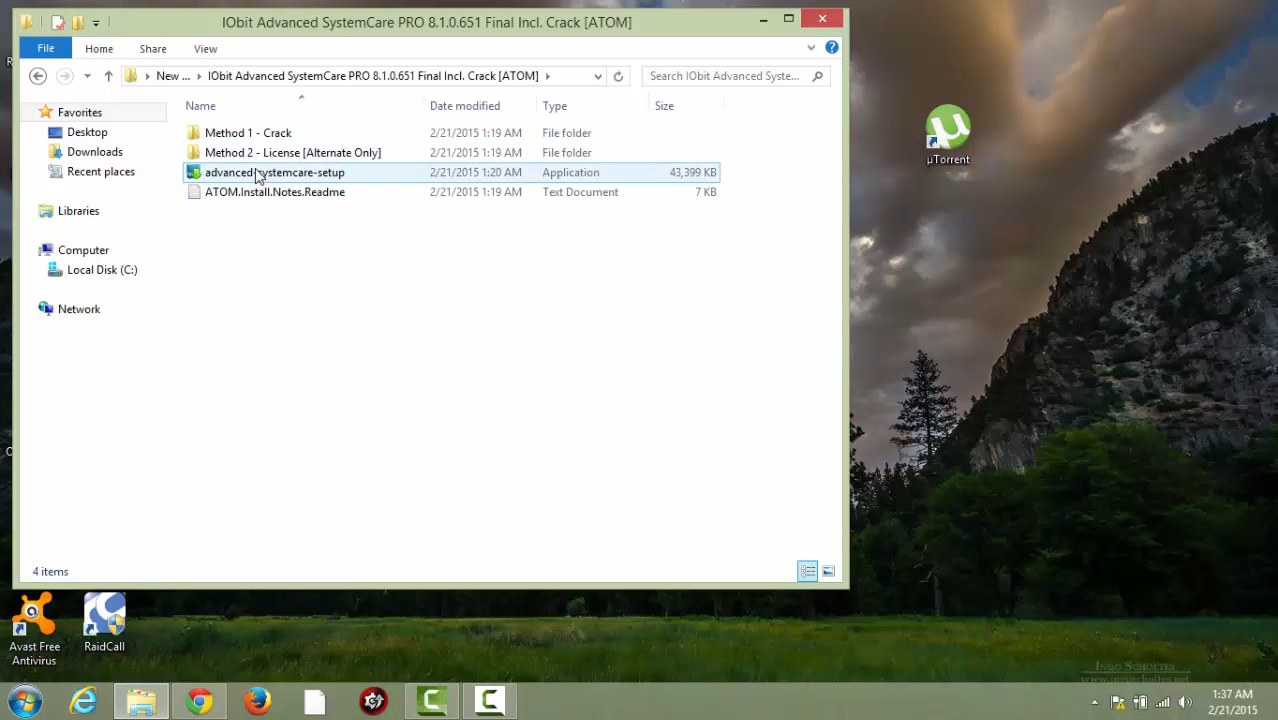 IObit Advanced SystemCare PRO 8.1.0.651 Final Incl. Crack [ATOM]
File Home Share View
New ... IObit Advanced SystemCare PRO 8.1.0.651 Final Incl. Crack [ATOM]
Search IObit Advanced Syste...
Name Date modified Type Size
Favorites
Desktop
Downloads
Recent places
Libraries
Computer
Local Disk (C:)
Network
Method 1 - Crack 2/21/2015 1:19 AM File folder
Method 2 - License [Alternate Only] 2/21/2015 1:19 AM File folder
advanced-systemcare-setup 2/21/2015 1:20 AM Application 43,399 KB
ATOM.Install.Notes.Readme 2/21/2015 1:19 AM Text Document 7 KB
4 items
µTorrent
Avast Free
Antivirus
RaidCall
Ingo Scholtes
1:37 AM
2/21/2015